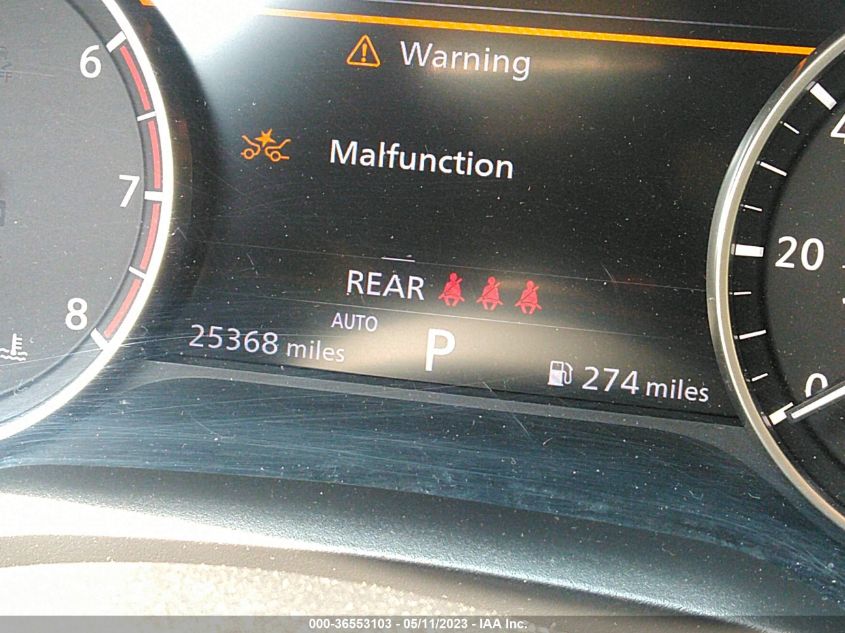 Warning
Malfunction
REAR
AUTO
25368 miles
P
274 miles
6
7
8
20
0
000-36553103 - 05/11/2023 - IAA Inc.